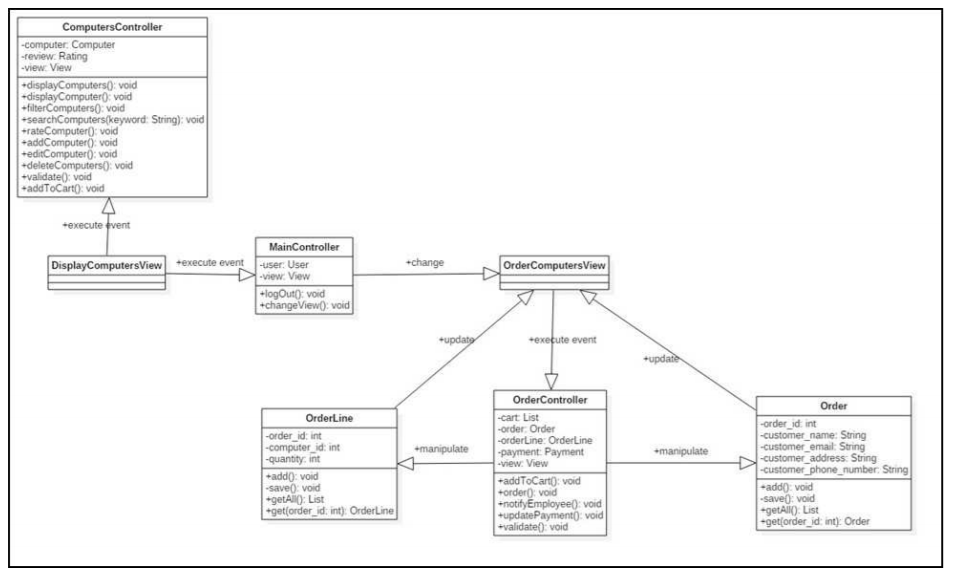 ComputersController
-computer: Computer
-review: Rating
-view: View
+displayComputers(): void
+displayComputer(): void
+filterComputers(): void
+searchComputers(keyword: String): void
+rateComputer(): void
+addComputer(): void
+editComputer(): void
+deleteComputers(): void
+validate(): void
+addToCart(): void
+execute event
DisplayComputersView
+execute event
MainController
-user: User
-view: View
+logOut(): void
+changeView(): void
+change
OrderComputersView
+update
+execute event
+update
OrderLine
-order_id: int
-computer_id: int
-quantity: int
+add(): void
-save(): void
+getAll(): List
+get(order_id: int): OrderLine
+manipulate
OrderController
-cart: List
-order: Order
-orderLine: OrderLine
-payment: Payment
-view: View
+addToCart(): void
+order(): void
+notifyEmployee(): void
+updatePayment(): void
+validate(): void
+manipulate
Order
-order_id: int
-customer_name: String
-customer_email: String
-customer_address: String
-customer_phone_number: String
+add(): void
-save(): void
+getAll(): List
+get(order_id: int): Order